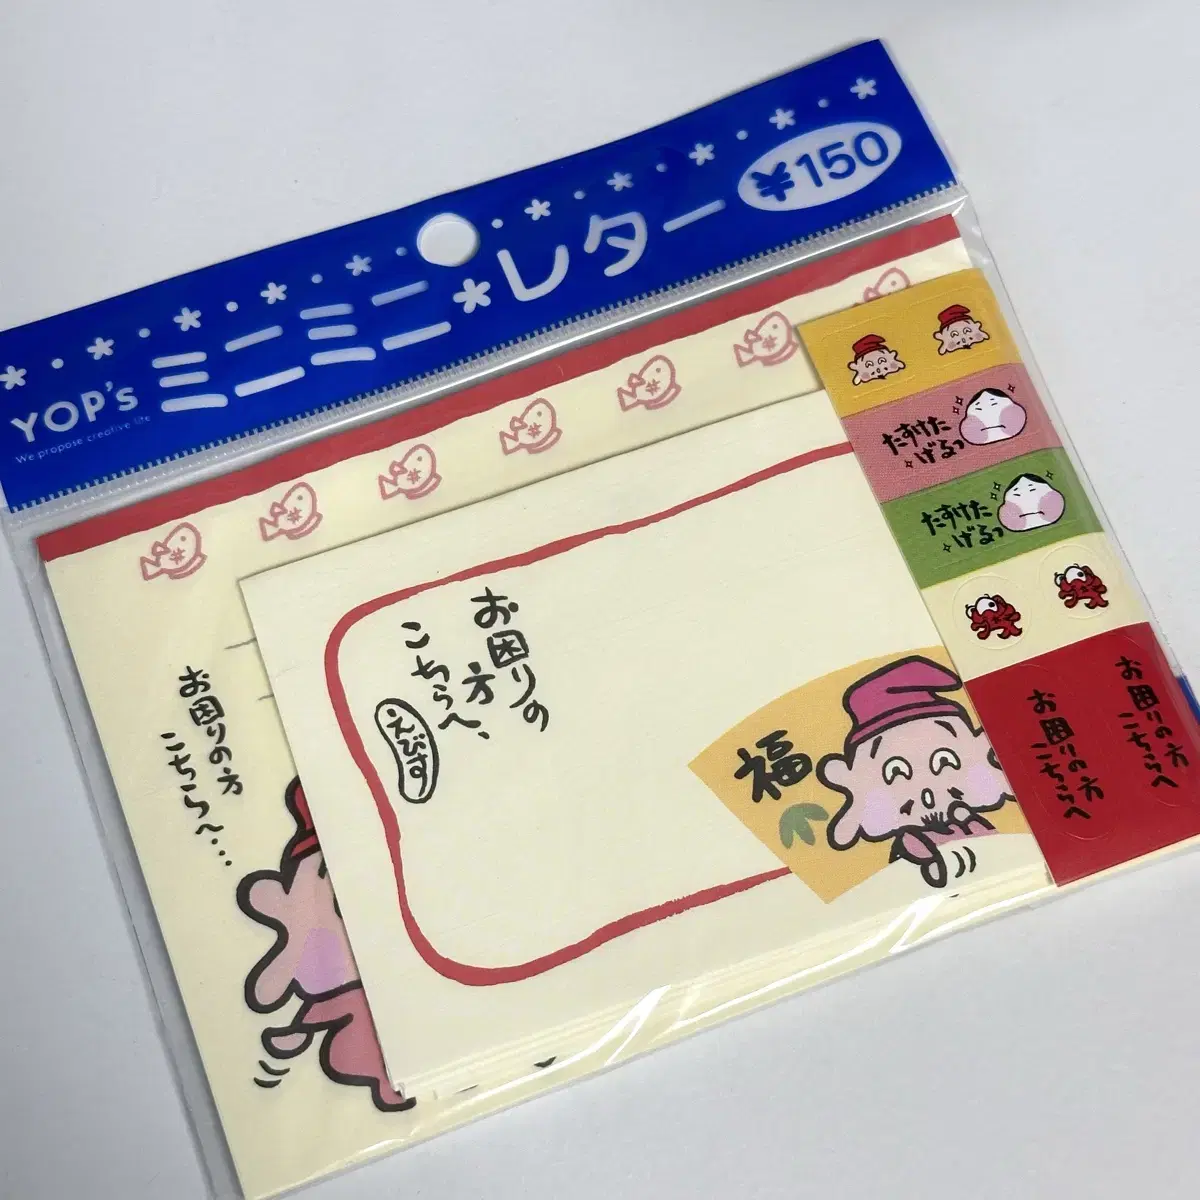 ミニミニ*レター
¥150
YOP's
We propose creative life
お困りの方
こちらへ…
お困りの
方
こちらへ、
えびす
福
たすけた
げるっ
たすけた
げるっ
お困りの方
こちらへ
お困りの方
こちらへ